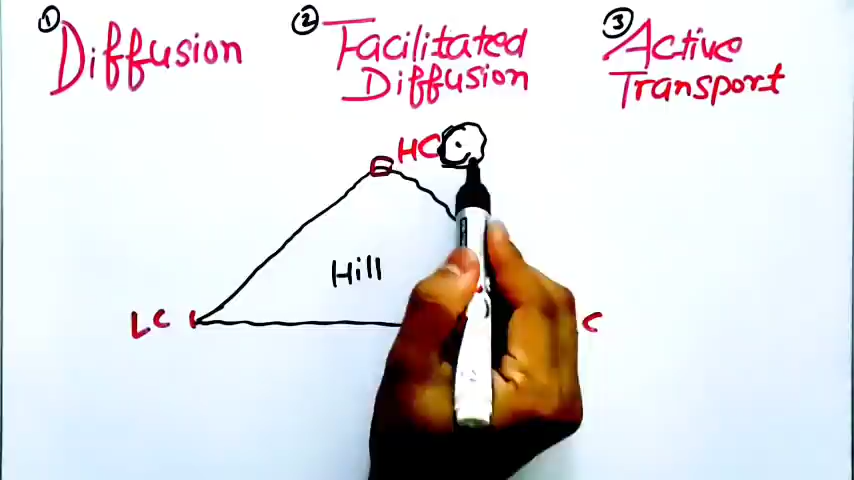 ① Diffusion
② Facilitated
Diffusion
③ Active
Transport
HC
Hill
LC
C